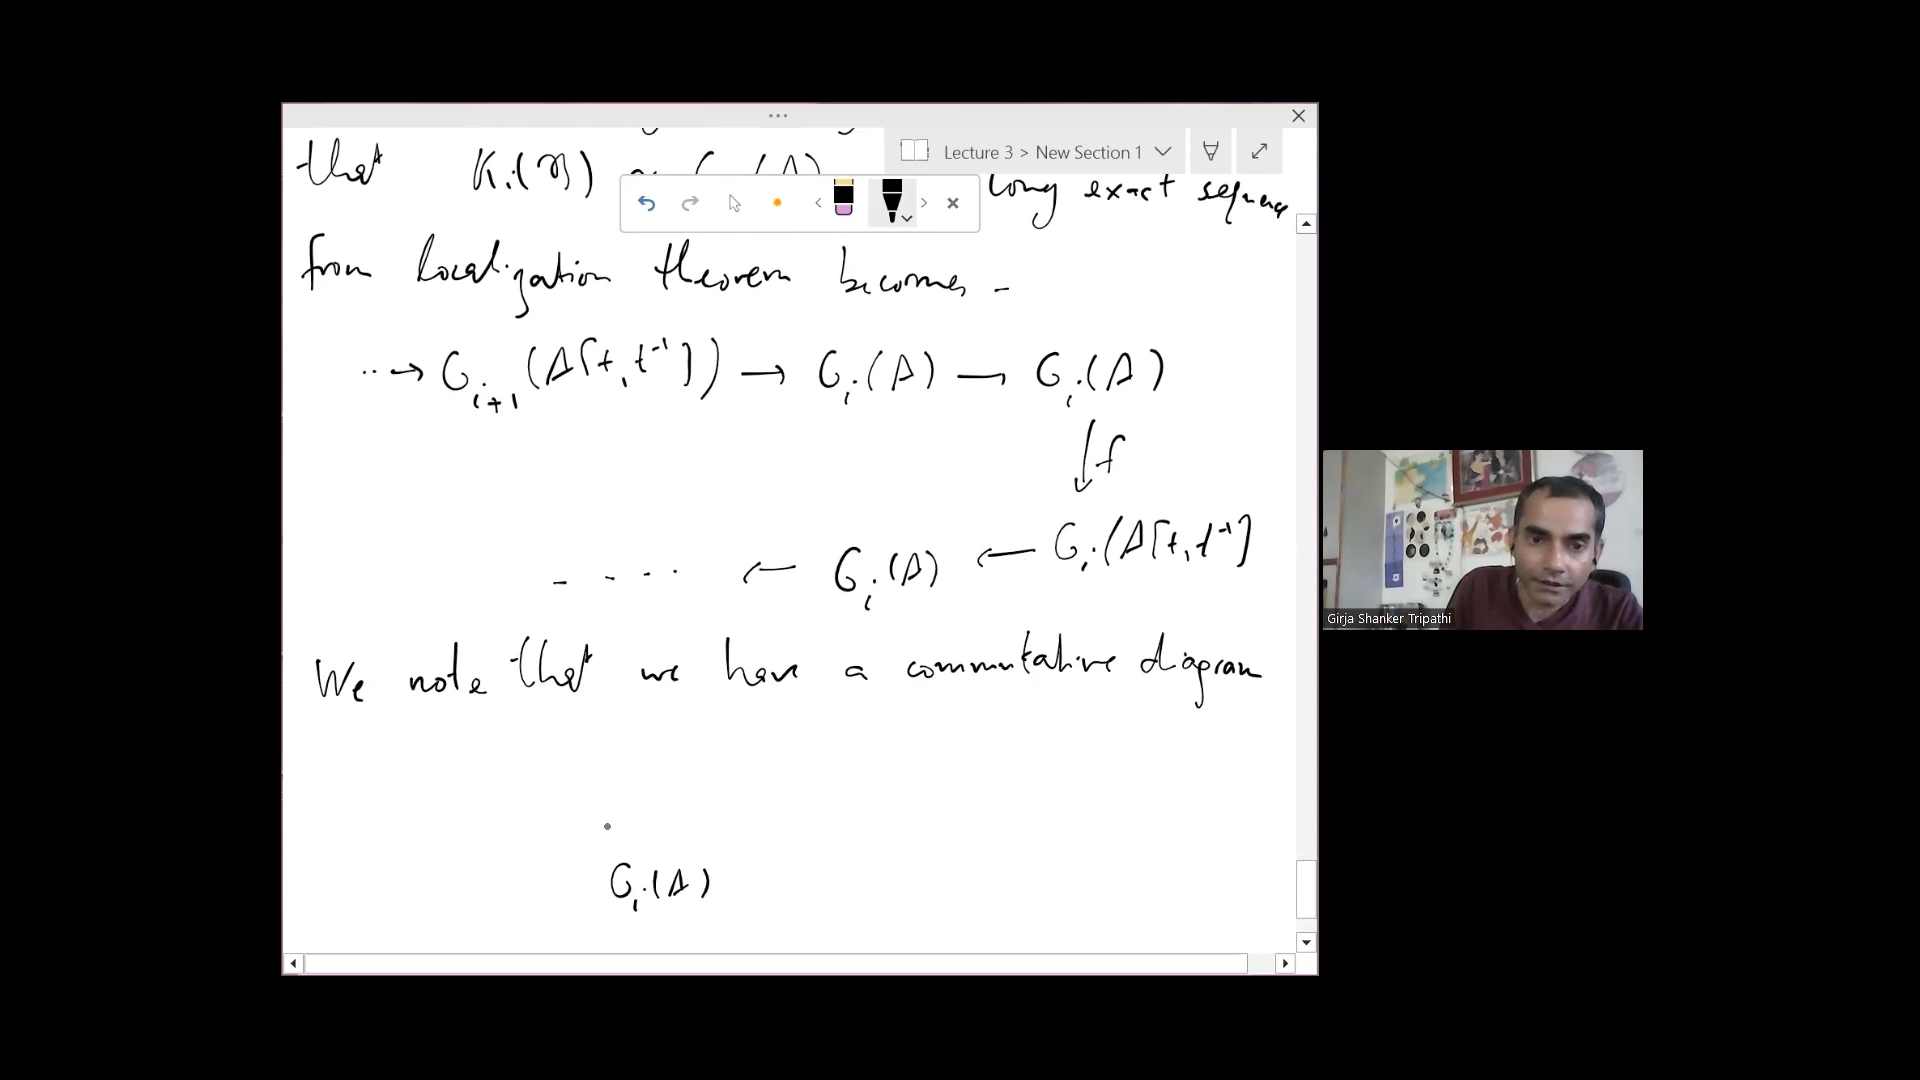 Lecture 3 > New Section 1
that K_i(B) ≃ G_i(A) long exact sequence
from localization theorem becomes -
..→ G_{i+1}(A[t,t^{-1}]) → G_i(A) → G_i(A)
↓f
.... ← G_i(A) ← G_i(A[t,t^{-1}]
We note that we have a commutative diagram
G_i(A)
Girja Shanker Tripathi